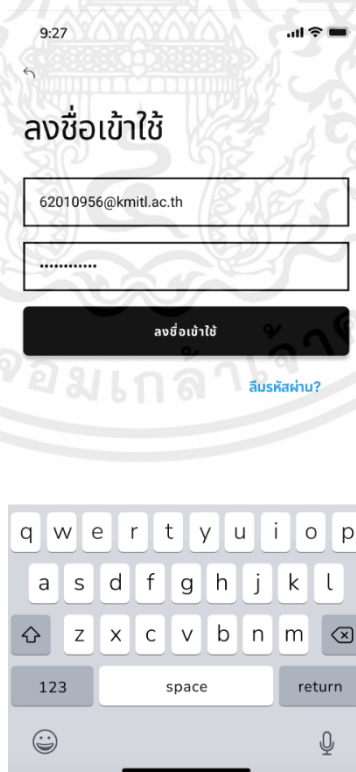 9:27
ลงชื่อเข้าใช้
62010956@kmitl.ac.th
••••••••••••
ลงชื่อเข้าใช้
ลืมรหัสผ่าน?
q w e r t y u i o p
a s d f g h j k l
z x c v b n m
123 space return